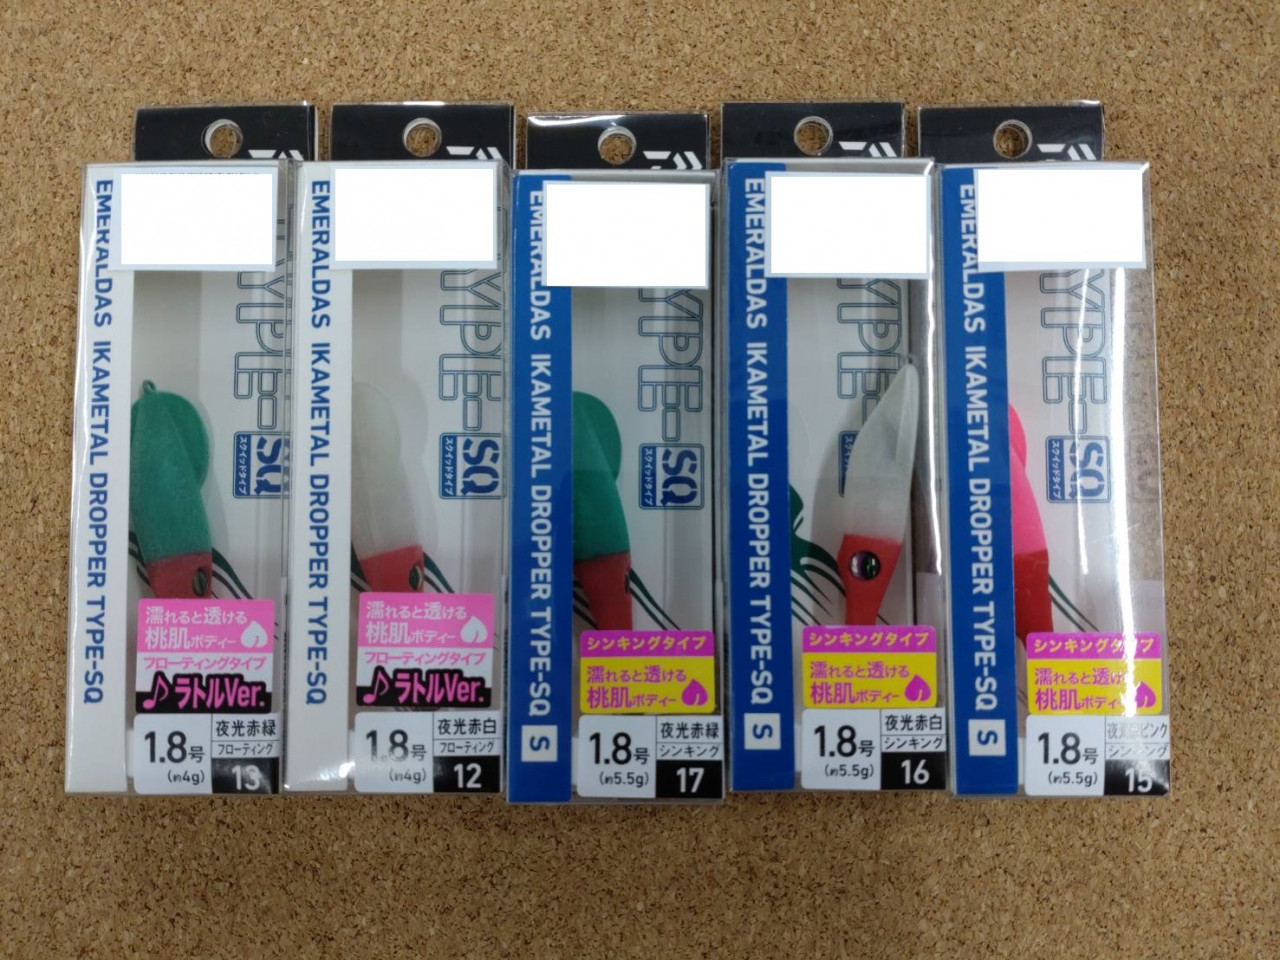 EMERALDAS IKAMETAL DROPPER TYPE-SQ
YPE-
SQ
スクイッドタイプ
濡れると透ける
桃肌ボディー
フローティングタイプ
♪ラトルVer.
1.8号
(約4g)
夜光赤緑
フローティング
13
EMERALDAS IKAMETAL DROPPER TYPE-SQ
YPE-
SQ
スクイッドタイプ
濡れると透ける
桃肌ボディー
フローティングタイプ
♪ラトルVer.
1.8号
(約4g)
夜光赤白
フローティング
12
EMERALDAS IKAMETAL DROPPER TYPE-SQ S
YPE-
SQ
スクイッドタイプ
シンキングタイプ
濡れると透ける
桃肌ボディー
1.8号
(約5.5g)
夜光赤緑
シンキング
17
EMERALDAS IKAMETAL DROPPER TYPE-SQ S
YPE
シンキングタイプ
濡れると透ける
桃肌ボディー
1.8号
(約5.5g)
夜光赤白
シンキング
16
EMERALDAS IKAMETAL DROPPER TYPE-SQ S
YPE-
SQ
スクイッドタイプ
シンキングタイプ
濡れると透ける
桃肌ボディー
1.8号
(約5.5g)
シンキング
15